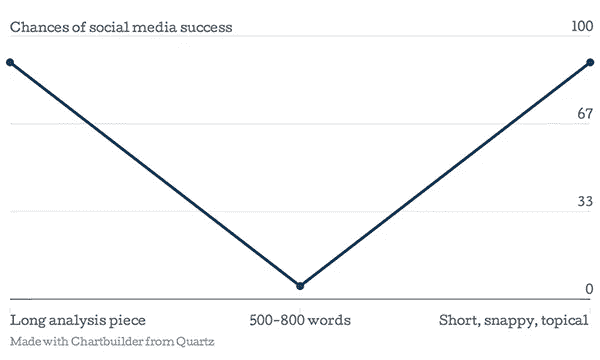 Chances of social media success
100
67
33
0
Long analysis piece
500-800 words
Short, snappy, topical
Made with Chartbuilder from Quartz